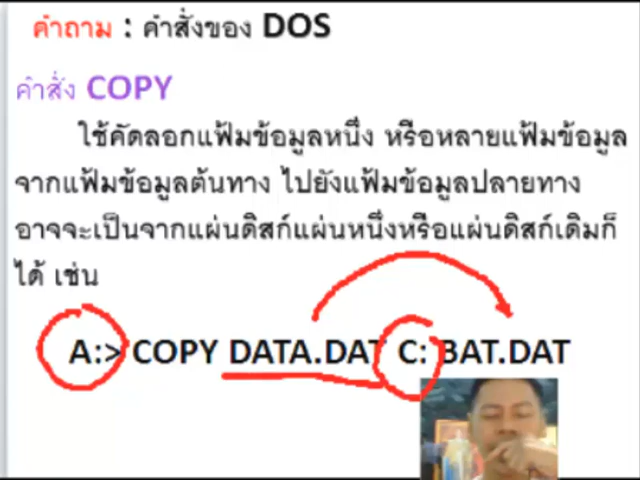 คำถาม : คำสั่งของ DOS
คำสั่ง COPY
ใช้คัดลอกแฟ้มข้อมูลหนึ่ง หรือหลายแฟ้มข้อมูล
จากแฟ้มข้อมูลต้นทาง ไปยังแฟ้มข้อมูลปลายทาง
อาจจะเป็นจากแผ่นดิสก์แผ่นหนึ่งหรือแผ่นดิสก์เดิมก็
ได้ เช่น
A:> COPY DATA.DAT C: BAT.DAT